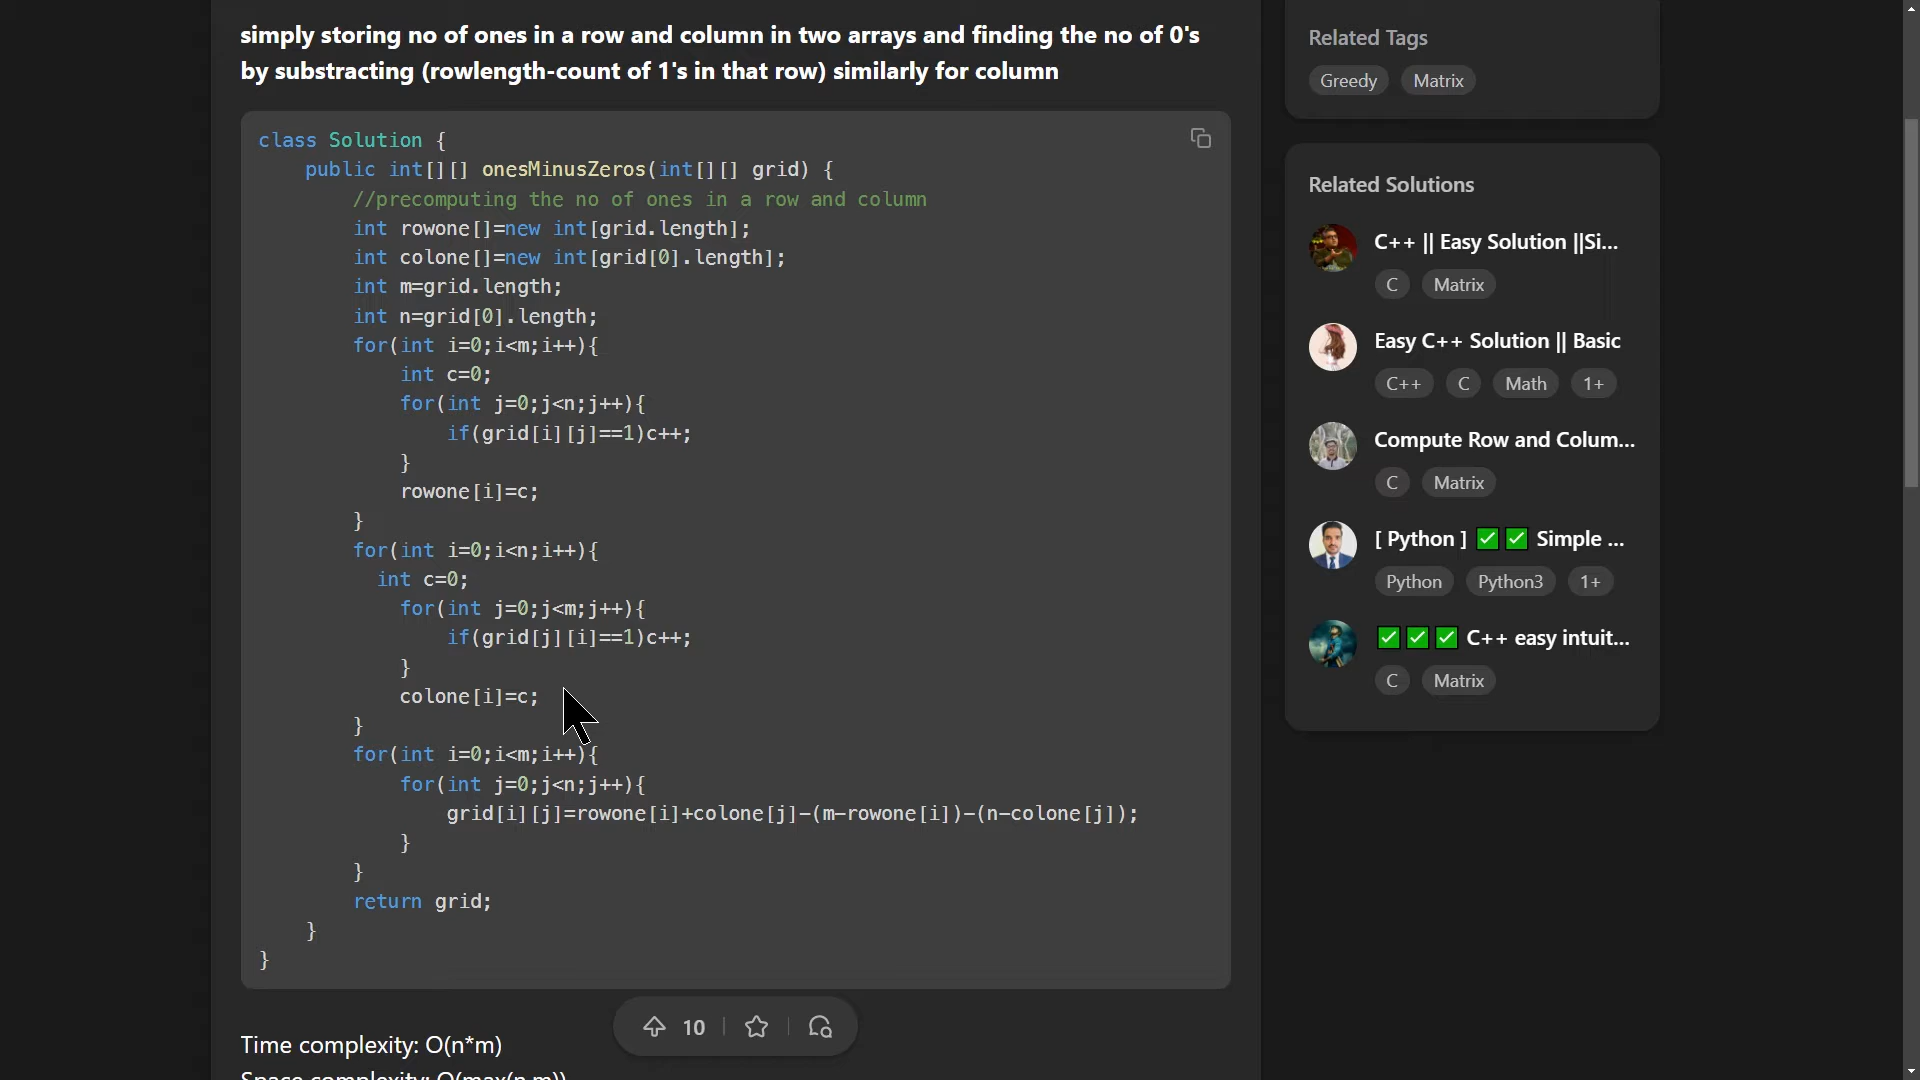 simply storing no of ones in a row and column in two arrays and finding the no of 0's
by substracting (rowlength-count of 1's in that row) similarly for column
class Solution {
    public int[][] onesMinusZeros(int[][] grid) {
        //precomputing the no of ones in a row and column
        int rowone[]=new int[grid.length];
        int colone[]=new int[grid[0].length];
        int m=grid.length;
        int n=grid[0].length;
        for(int i=0;i<m;i++){
            int c=0;
            for(int j=0;j<n;j++){
                if(grid[i][j]==1)c++;
            }
            rowone[i]=c;
        }
        for(int i=0;i<n;i++){
          int c=0;
            for(int j=0;j<m;j++){
                if(grid[j][i]==1)c++;
            }
            colone[i]=c;
        }
        for(int i=0;i<m;i++){
            for(int j=0;j<n;j++){
                grid[i][j]=rowone[i]+colone[j]-(m-rowone[i])-(n-colone[j]);
            }
        }
        return grid;
    }
}
10
Time complexity: O(n*m)
Space complexity: O(max(n,m))
Related Tags
Greedy Matrix
Related Solutions
C++ || Easy Solution ||Si...
C Matrix
Easy C++ Solution || Basic
C++ C Math 1+
Compute Row and Colum...
C Matrix
[ Python ] ✅ ✅ Simple ...
Python Python3 1+
✅ ✅ ✅ C++ easy intuit...
C Matrix